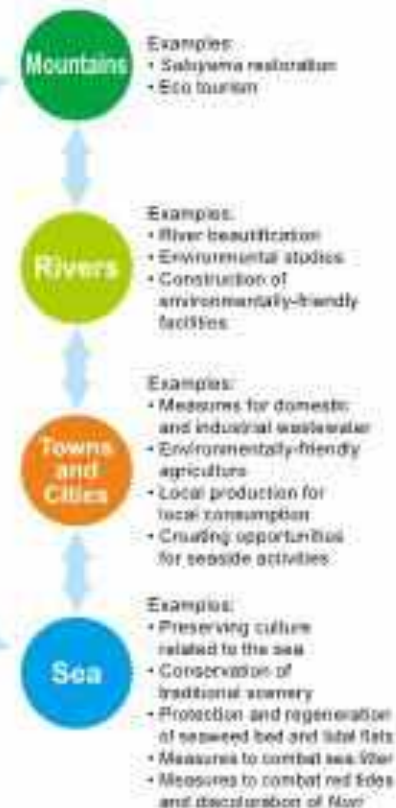 Mountains
Examples:
• Satoyama restoration
• Eco tourism
Rivers
Examples:
• River beautification
• Environmental studies
• Construction of
environmentally-friendly
facilities
Towns
and
Cities
Examples:
• Measures for domestic
and industrial wastewater
• Environmentally-friendly
agriculture
• Local production for
local consumption
• Creating opportunities
for seaside activities
Sea
Examples:
• Preserving culture
related to the sea
• Conservation of
traditional scenery
• Protection and regeneration
of seaweed bed and tidal flats
• Measures to combat sea litter
• Measures to combat red tides
and discoloration of Nori